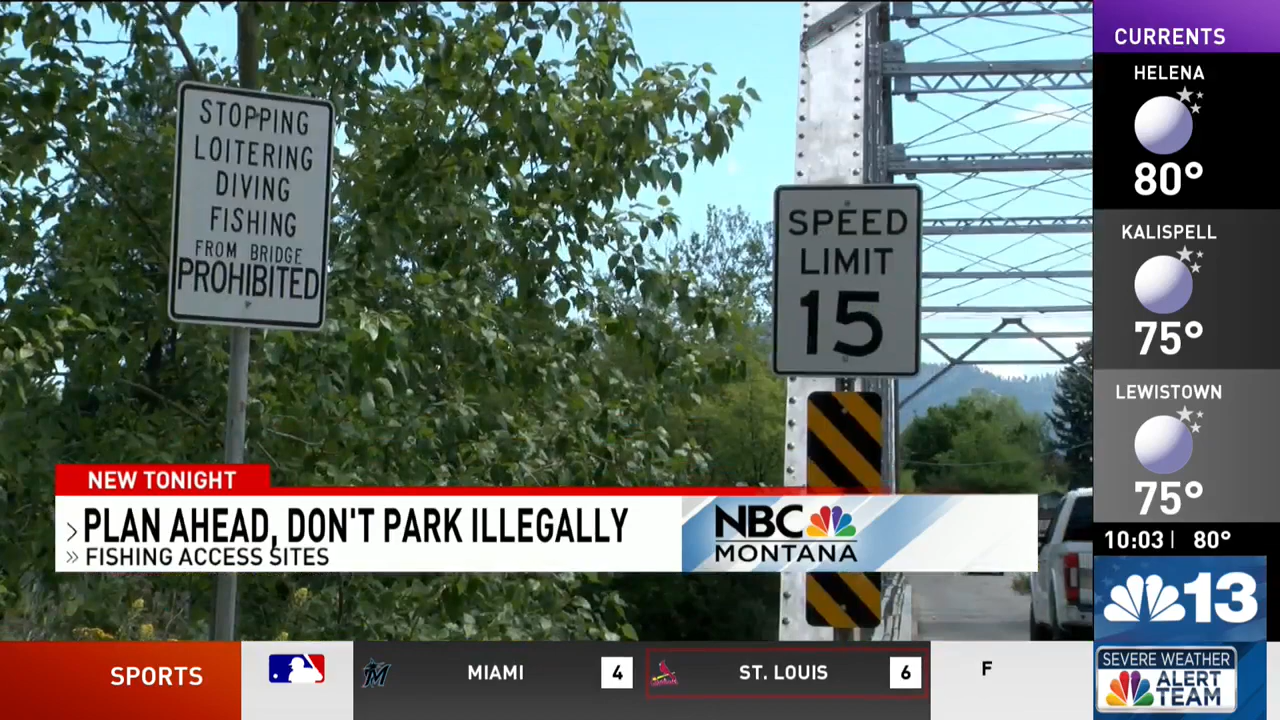 STOPPING
LOITERING
DIVING
FISHING
FROM BRIDGE
PROHIBITED
SPEED
LIMIT
15
NEW TONIGHT
PLAN AHEAD, DON'T PARK ILLEGALLY
FISHING ACCESS SITES
NBC
MONTANA
CURRENTS
HELENA
80°
KALISPELL
75°
LEWISTOWN
75°
10:03 | 80°
13
SEVERE WEATHER
ALERT
TEAM
SPORTS
MIAMI 4 ST. LOUIS 6 F